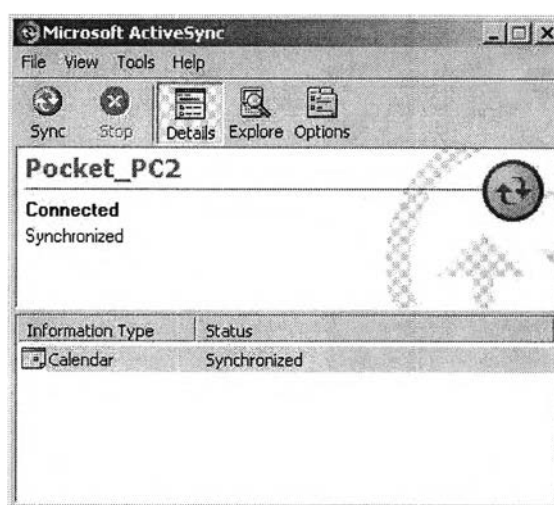 Microsoft ActiveSync
File View Tools Help
Sync Stop Details Explore Options
Pocket_PC2
Connected
Synchronized
Information Type Status
Calendar Synchronized